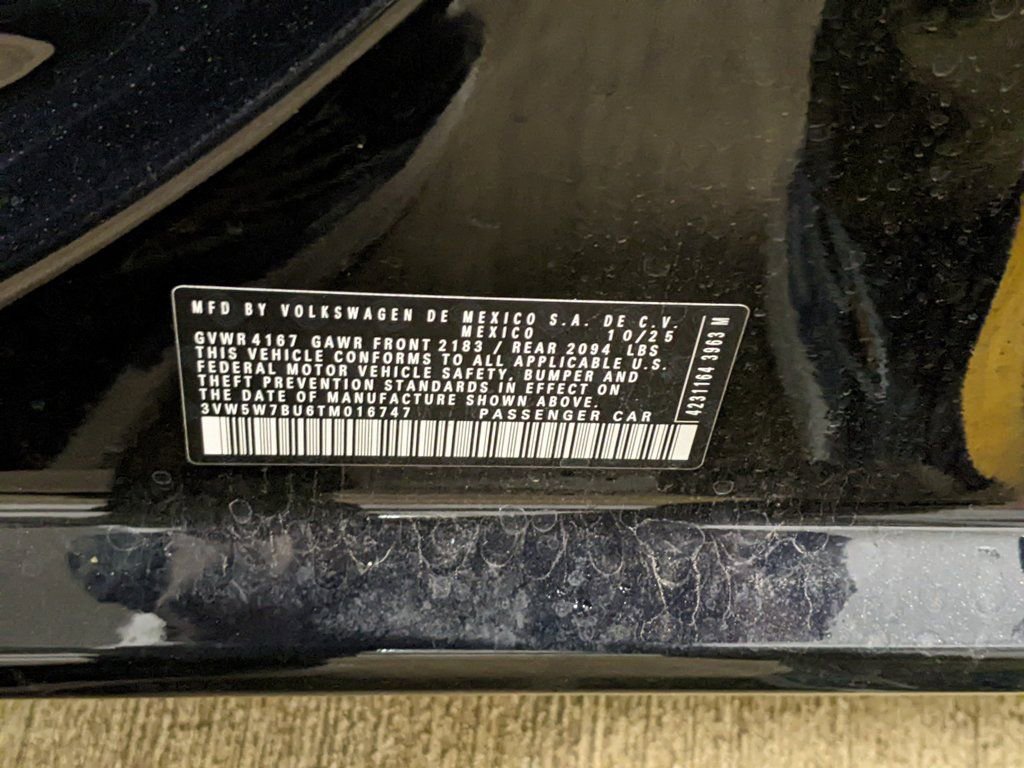 MFD BY VOLKSWAGEN DE MEXICO S.A. DE C.V.
MEXICO 10/25
GVWR 4167 GAWR FRONT 2183 / REAR 2094 LBS
THIS VEHICLE CONFORMS TO ALL APPLICABLE U.S.
FEDERAL MOTOR VEHICLE SAFETY, BUMPER AND
THEFT PREVENTION STANDARDS IN EFFECT ON
THE DATE OF MANUFACTURE SHOWN ABOVE.
3VW5W7BU6TM016747 PASSENGER CAR
4231164 3963 M